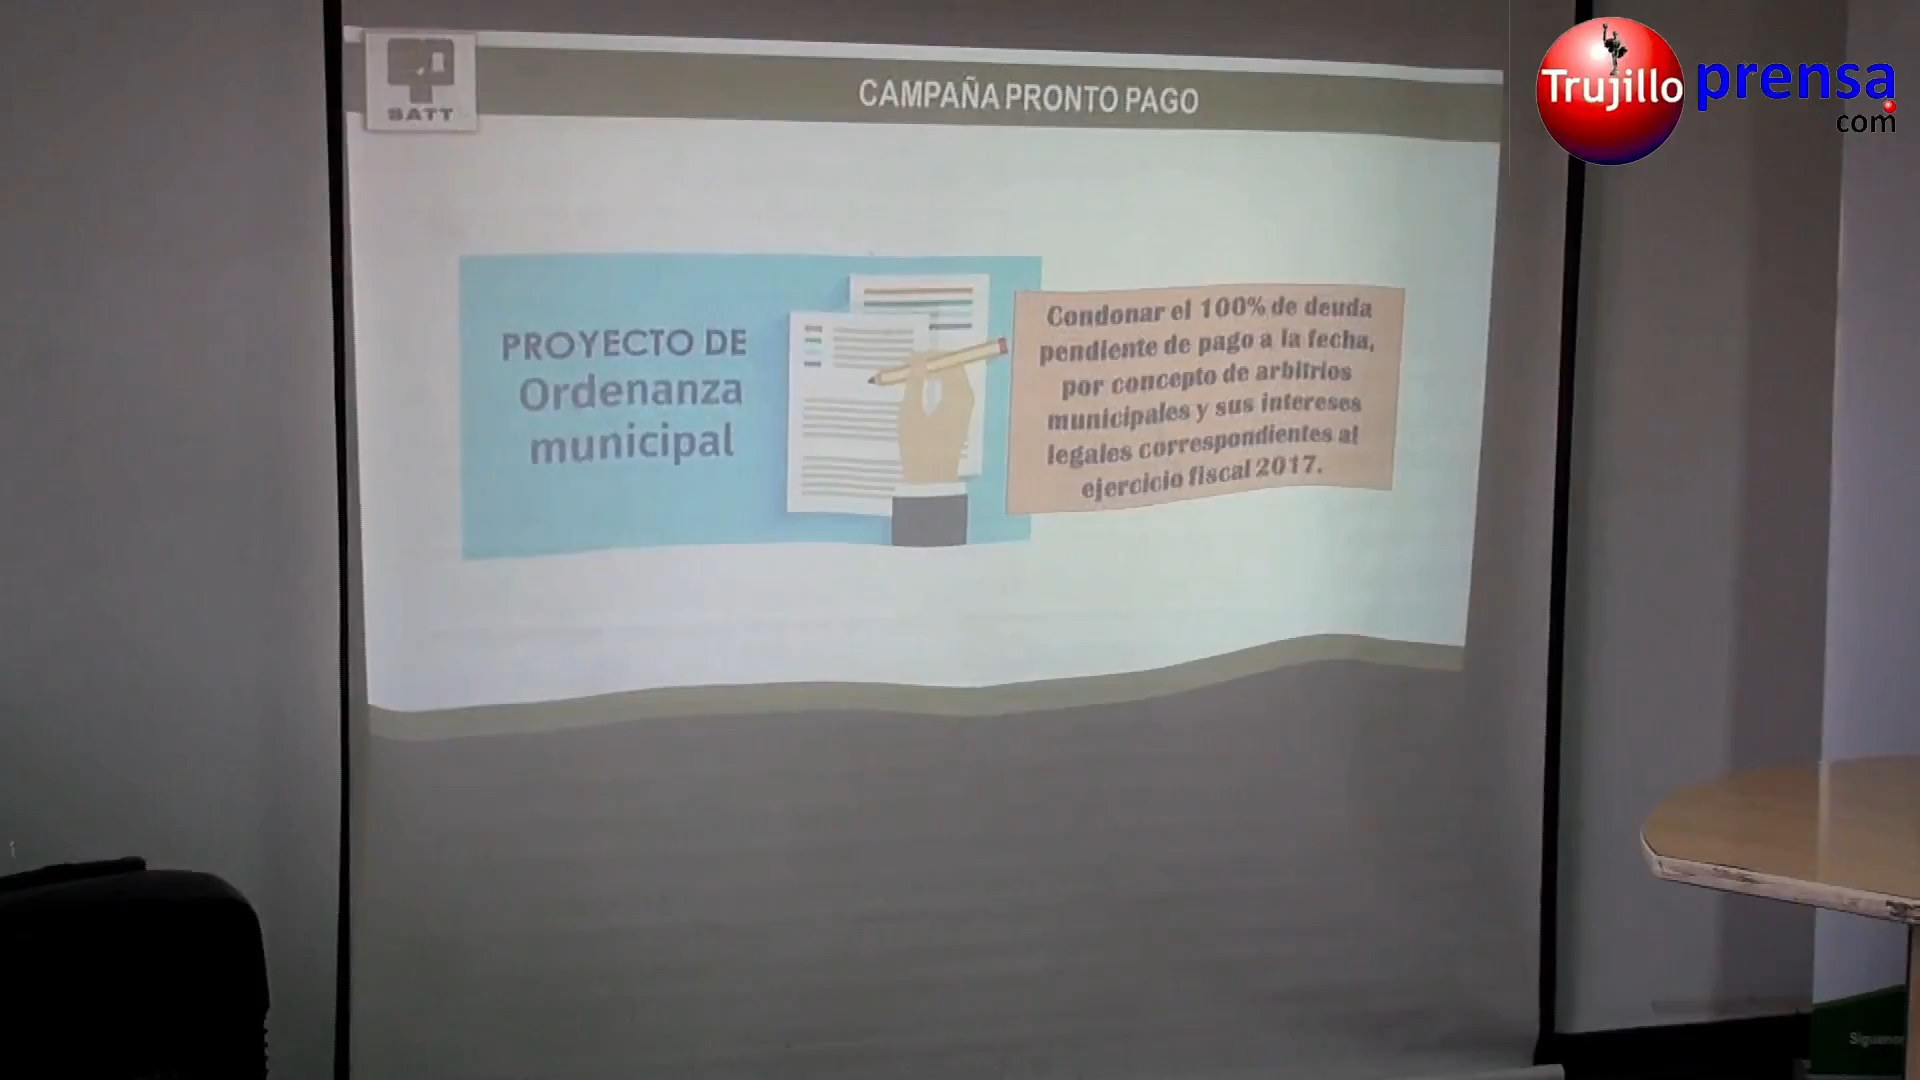 SATT
CAMPAÑA PRONTO PAGO
Trujillo prensa
com
PROYECTO DE
Ordenanza
municipal
Condonar el 100% de deuda
pendiente de pago a la fecha,
por concepto de arbitrios
municipales y sus intereses
legales correspondientes al
ejercicio fiscal 2017.